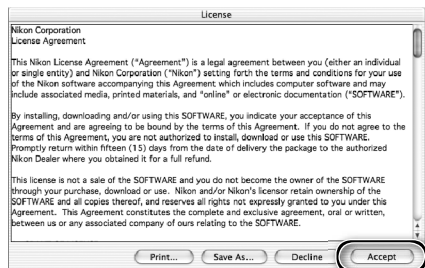 License
Nikon Corporation
License Agreement
This Nikon License Agreement ("Agreement") is a legal agreement between you (either an individual
or single entity) and Nikon Corporation ("Nikon") setting forth the terms and conditions for your use
of the Nikon software accompanying this Agreement which includes computer software and may
include associated media, printed materials, and "online" or electronic documentation ("SOFTWARE").
By installing, downloading and/or using this SOFTWARE, you indicate your acceptance of this
Agreement and are agreeing to be bound by the terms of this Agreement. If you do not agree to the
terms of this Agreement, you are not authorized to install, download or use this SOFTWARE.
Promptly return within fifteen (15) days from the date of delivery the package to the authorized
Nikon Dealer where you obtained it for a full refund.
This license is not a sale of the SOFTWARE and you do not become the owner of the SOFTWARE
through your purchase, download or use. Nikon and/or Nikon's licensor retain ownership of the
SOFTWARE and all copies thereof, and reserves all rights not expressly granted to you under this
Agreement. This Agreement constitutes the complete and exclusive agreement, oral or written,
between us or any associated company of ours relating to the SOFTWARE.
Print... Save As... Decline Accept